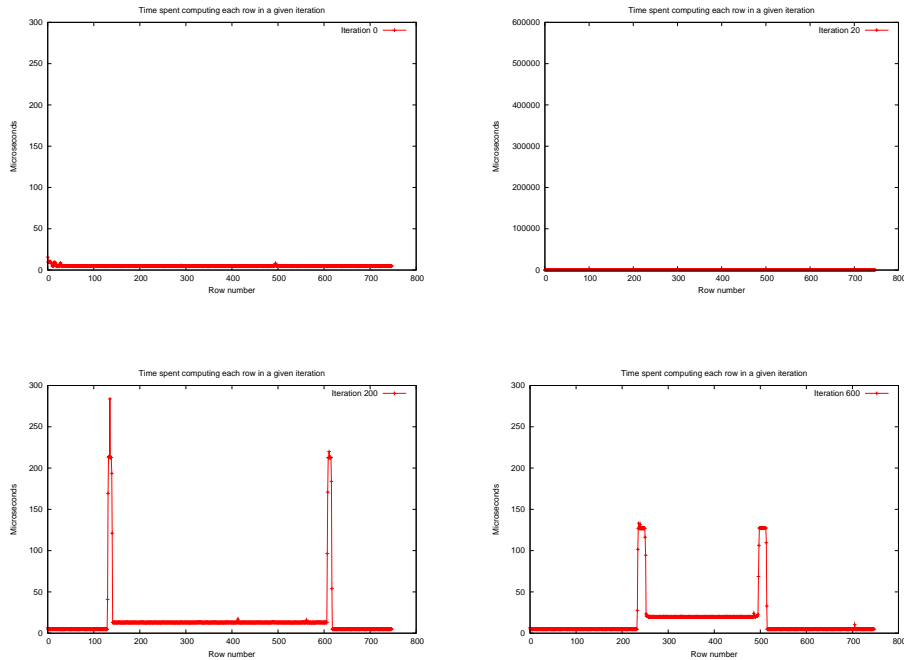 Time spent computing each row in a given iteration
Iteration 0
300
250
200
150
100
50
0
Microseconds
0 100 200 300 400 500 600 700 800
Row number
Time spent computing each row in a given iteration
Iteration 20
600000
500000
400000
300000
200000
100000
0
Microseconds
0 100 200 300 400 500 600 700 800
Row number
Time spent computing each row in a given iteration
Iteration 200
300
250
200
150
100
50
0
Microseconds
0 100 200 300 400 500 600 700 800
Row number
Time spent computing each row in a given iteration
Iteration 600
300
250
200
150
100
50
0
Microseconds
0 100 200 300 400 500 600 700 800
Row number